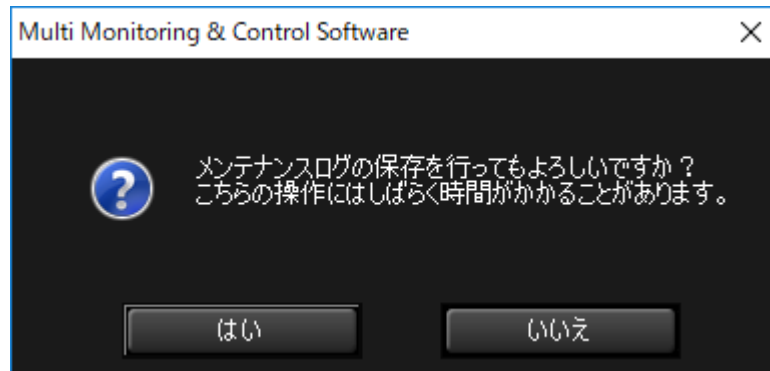 Multi Monitoring & Control Software
メンテナンスログの保存を行ってもよろしいですか？
こちらの操作にはしばらく時間がかかることがあります。
はい
いいえ